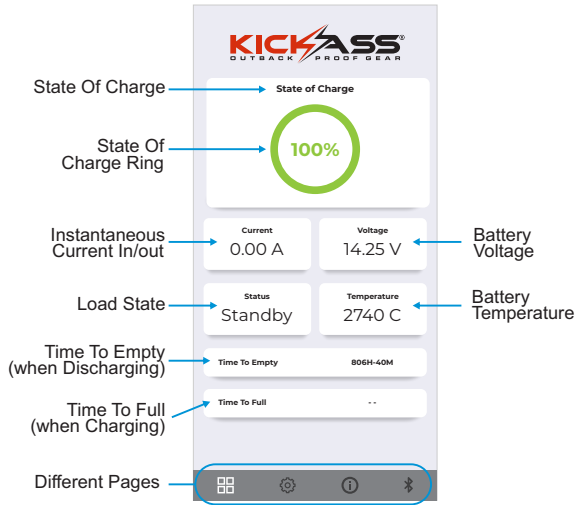 KICKASS®
OUTBACK PROOF GEAR
State Of Charge
State of Charge
State Of
Charge Ring
100%
Instantaneous
Current In/out
Current
0.00 A
Voltage
14.25 V
Battery
Voltage
Load State
Status
Standby
Temperature
2740 C
Battery
Temperature
Time To Empty
(when Discharging)
Time To Empty 806H-40M
Time To Full
(when Charging)
Time To Full --
Different Pages